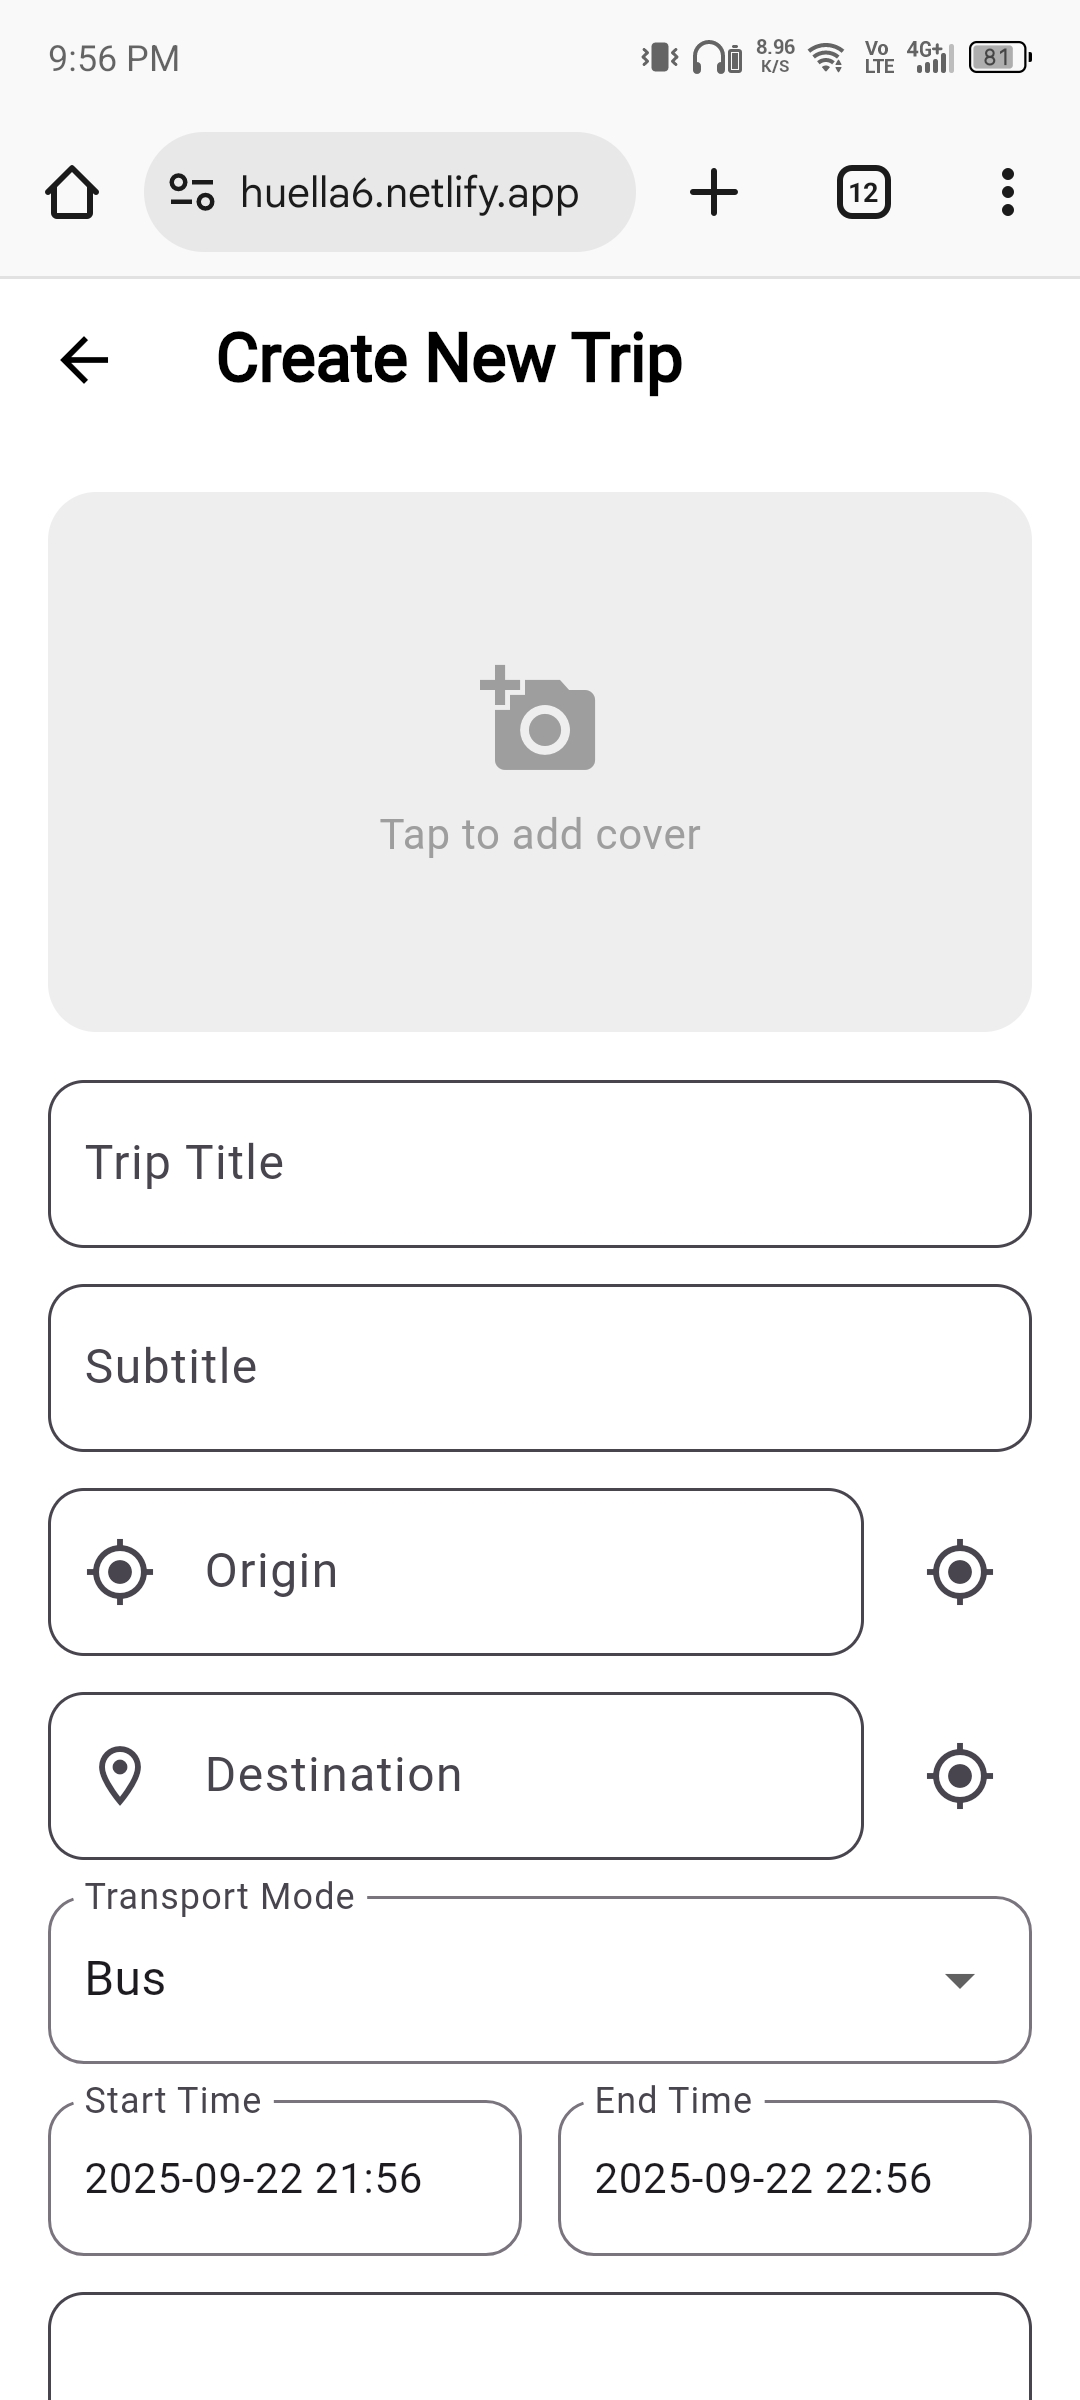 9:56 PM
8.96 K/S
Vo LTE
4G+
81
huella6.netlify.app
12
Create New Trip
Tap to add cover
Trip Title
Subtitle
Origin
Destination
Transport Mode
Bus
Start Time
End Time
2025-09-22 21:56
2025-09-22 22:56